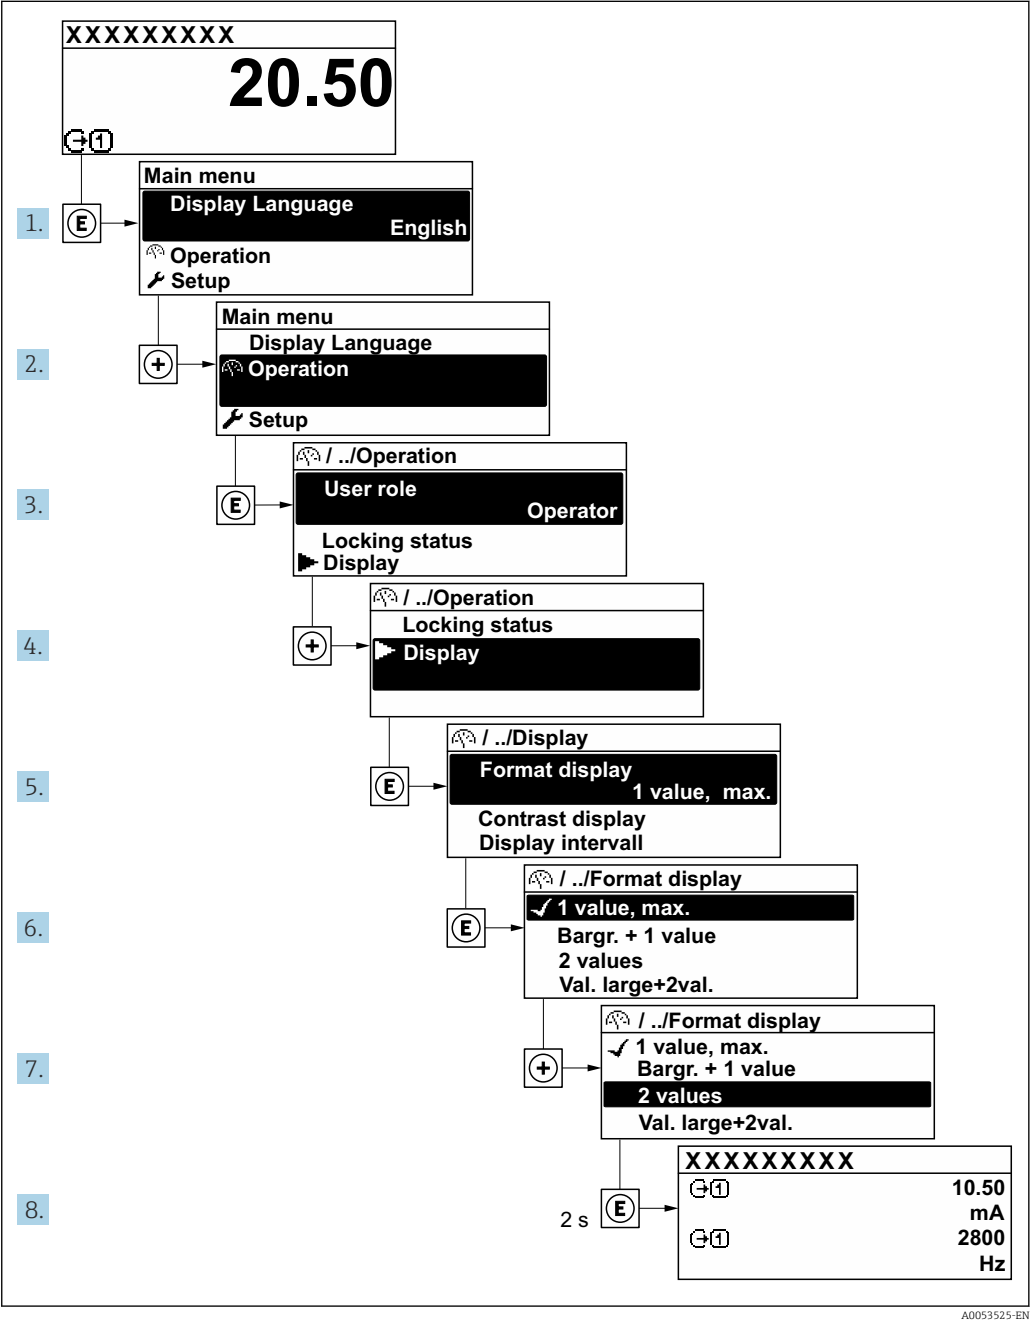 XXXXXXXXX
20.50
1
Main menu
Display Language
English
Operation
Setup
1.
E
Main menu
Display Language
Operation
Setup
2.
+
/ ../Operation
User role
Operator
Locking status
Display
3.
E
/ ../Operation
Locking status
Display
4.
+
/ ../Display
Format display
1 value, max.
Contrast display
Display intervall
5.
E
/ ../Format display
1 value, max.
Bargr. + 1 value
2 values
Val. large+2val.
6.
E
/ ../Format display
1 value, max.
Bargr. + 1 value
2 values
Val. large+2val.
7.
+
XXXXXXXXX
1 10.50
mA
1 2800
Hz
8.
2 s
E
A0053525-EN